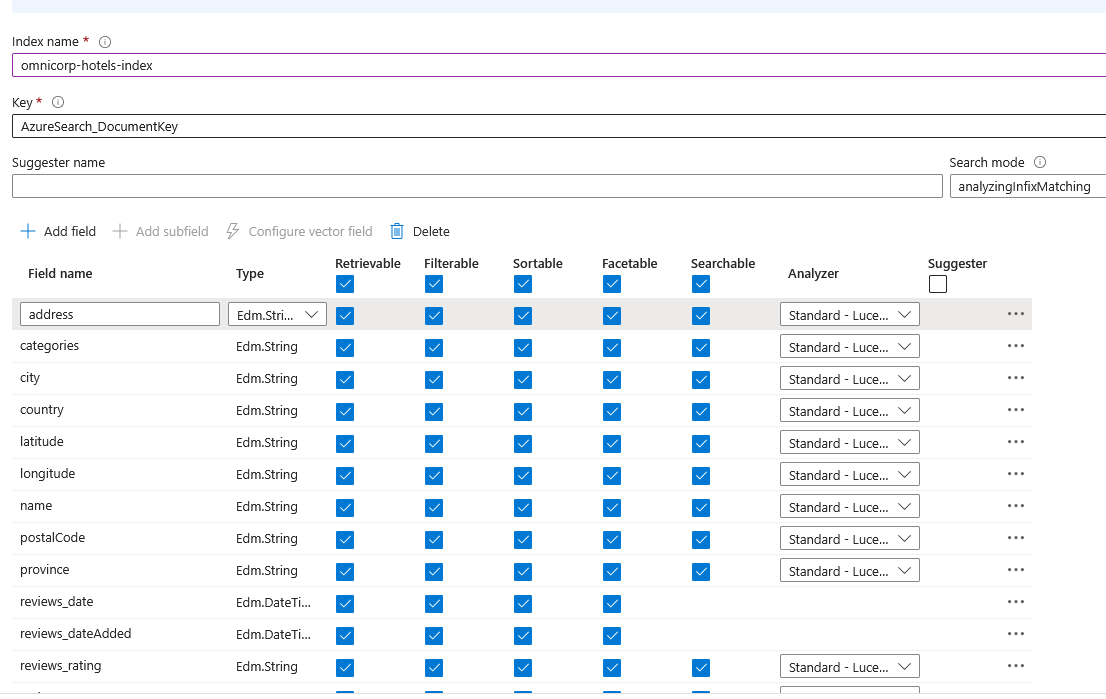 Index name *
omnicorp-hotels-index
Key *
AzureSearch_DocumentKey
Suggester name Search mode
analyzingInfixMatching
Add field Add subfield Configure vector field Delete
Field name Type Retrievable Filterable Sortable Facetable Searchable Analyzer Suggester
address Edm.Stri... Standard - Luce...
categories Edm.String Standard - Luce...
city Edm.String Standard - Luce...
country Edm.String Standard - Luce...
latitude Edm.String Standard - Luce...
longitude Edm.String Standard - Luce...
name Edm.String Standard - Luce...
postalCode Edm.String Standard - Luce...
province Edm.String Standard - Luce...
reviews_date Edm.DateTi...
reviews_dateAdded Edm.DateTi...
reviews_rating Edm.String Standard - Luce...